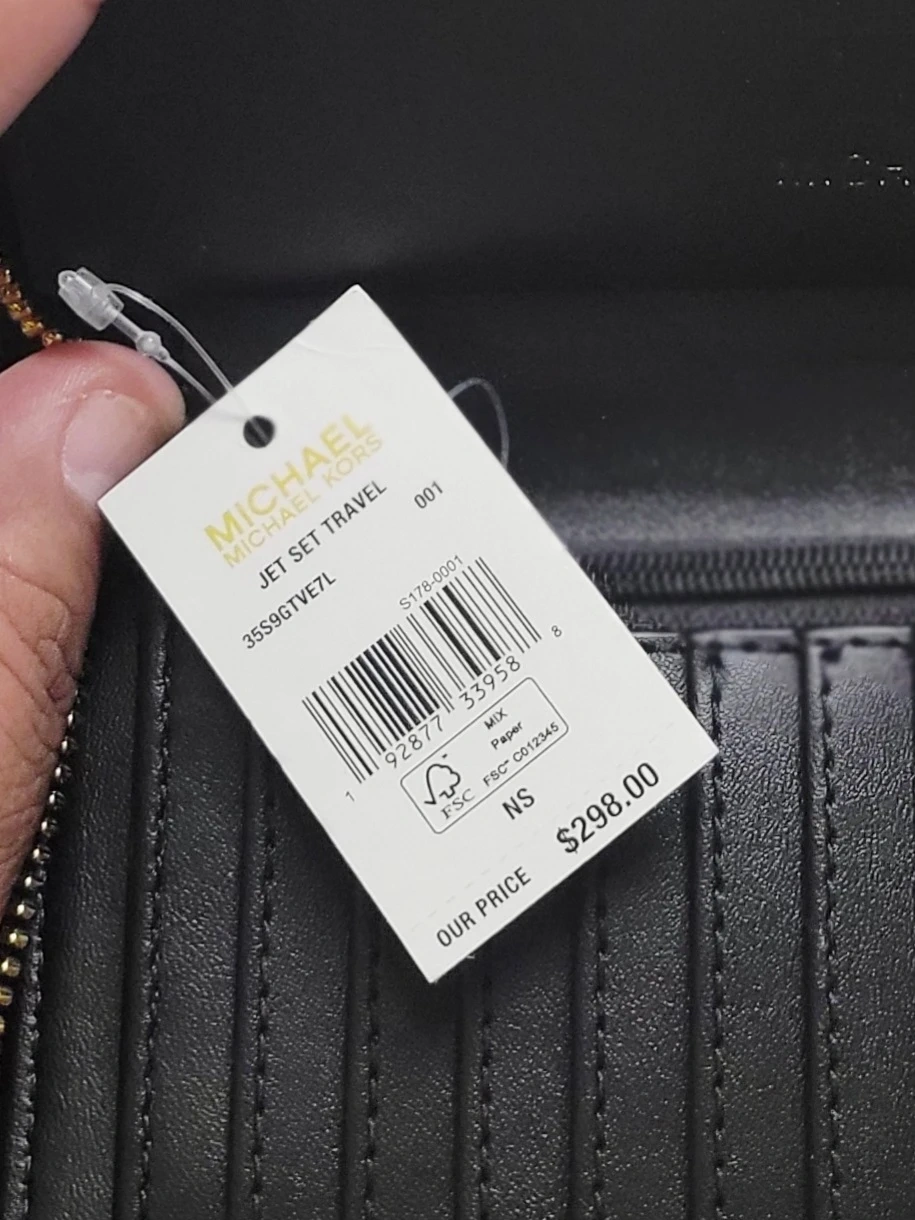 MICHAEL
MICHAEL KORS
JET SET TRAVEL 001
35S9GTVE7L
S178-0001
1 92877 33958 8
FSC
MIX
Paper
FSC™ C012345
NS
OUR PRICE $298.00